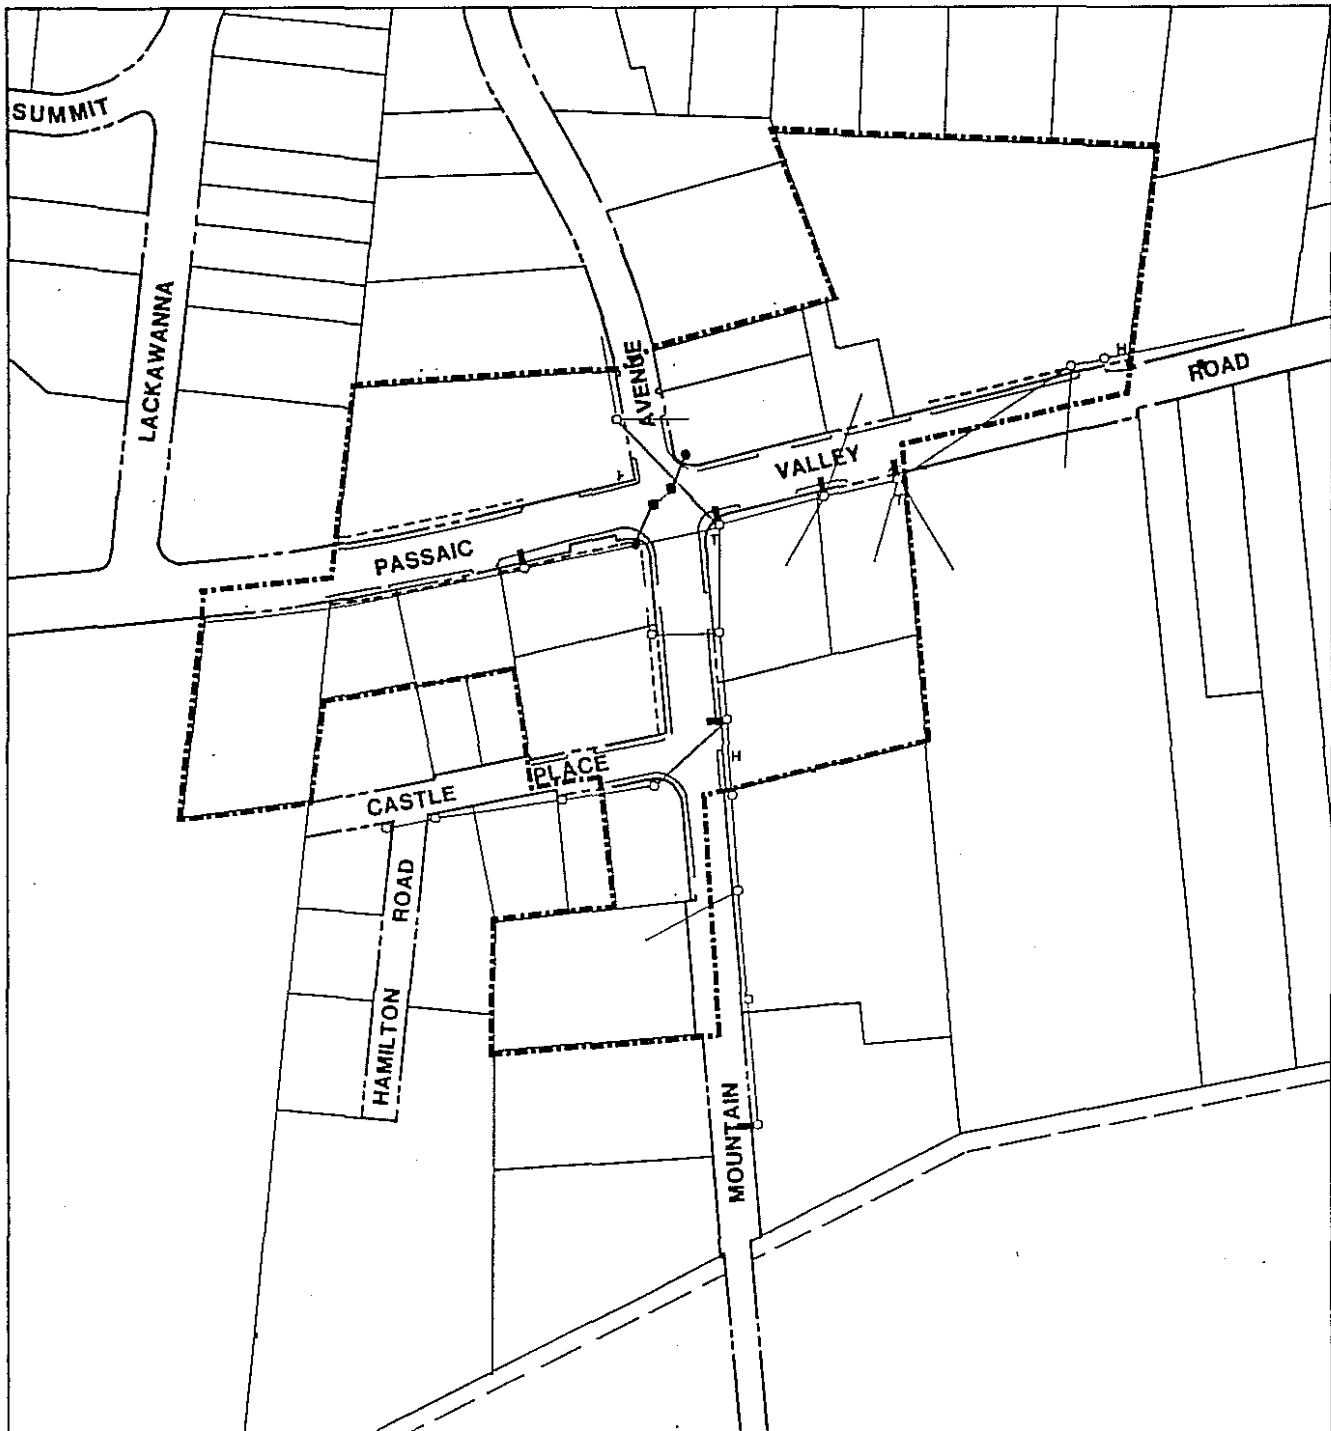 SUMMIT
LACKAWANNA
AVENUE
H
ROAD
VALLEY
T
PASSAIC
T
H
PLACE
CASTLE
ROAD
HAMILTON
MOUNTAIN